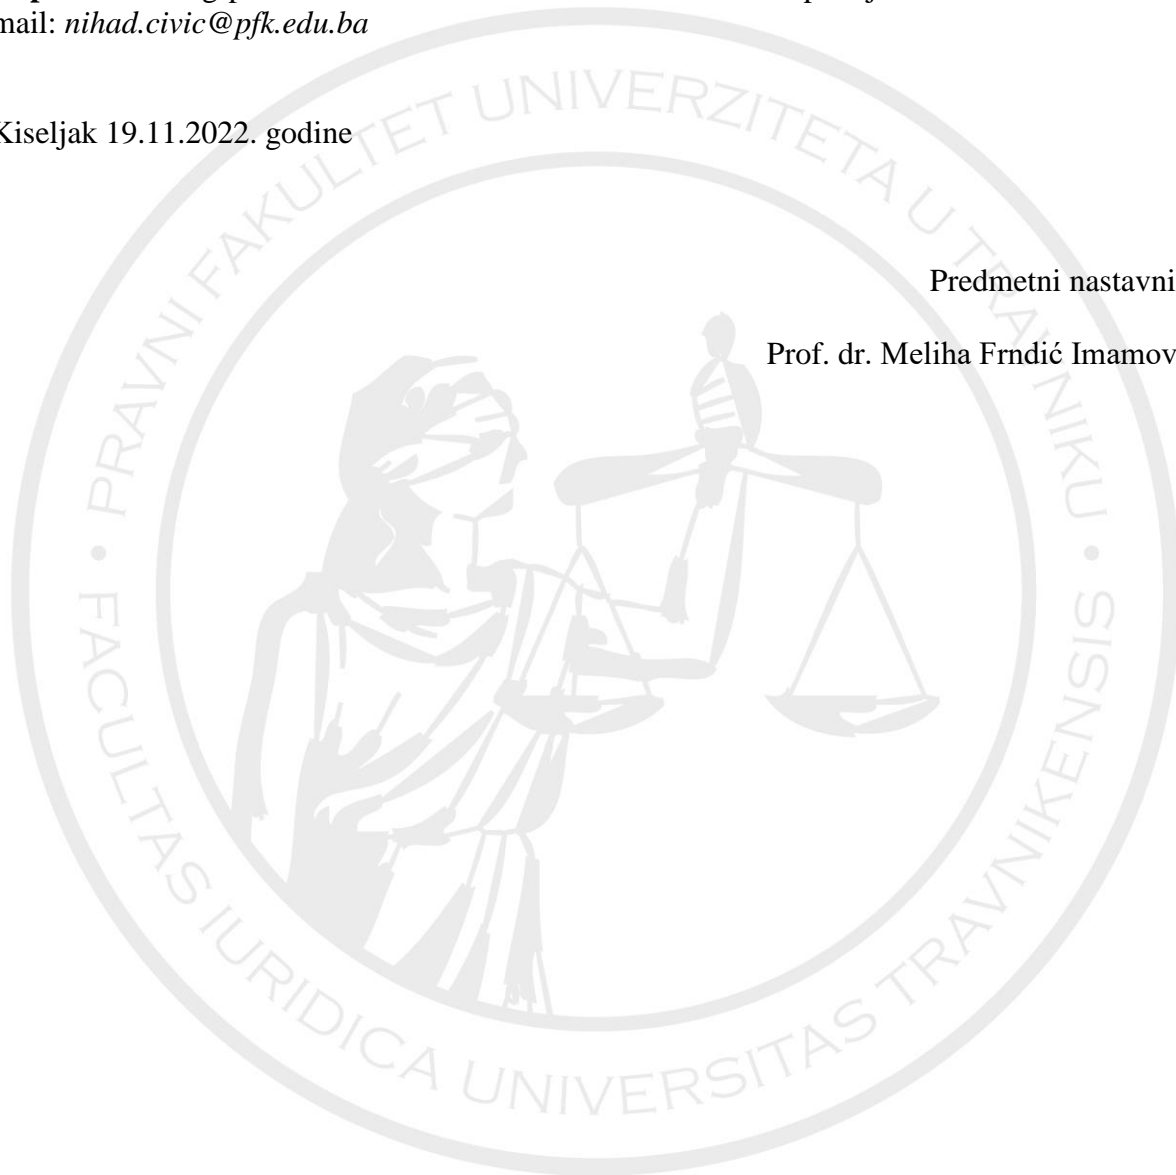 mail: nihad.civic@pfk.edu.ba
Kiseljak 19.11.2022. godine
Predmetni nastavni
Prof. dr. Meliha Frndić Imamov
PRAVNI FAKULTET UNIVERZITETA U TRAVNIKU
FACULTAS IURIDICA UNIVERSITAS TRAVNIKENSIS